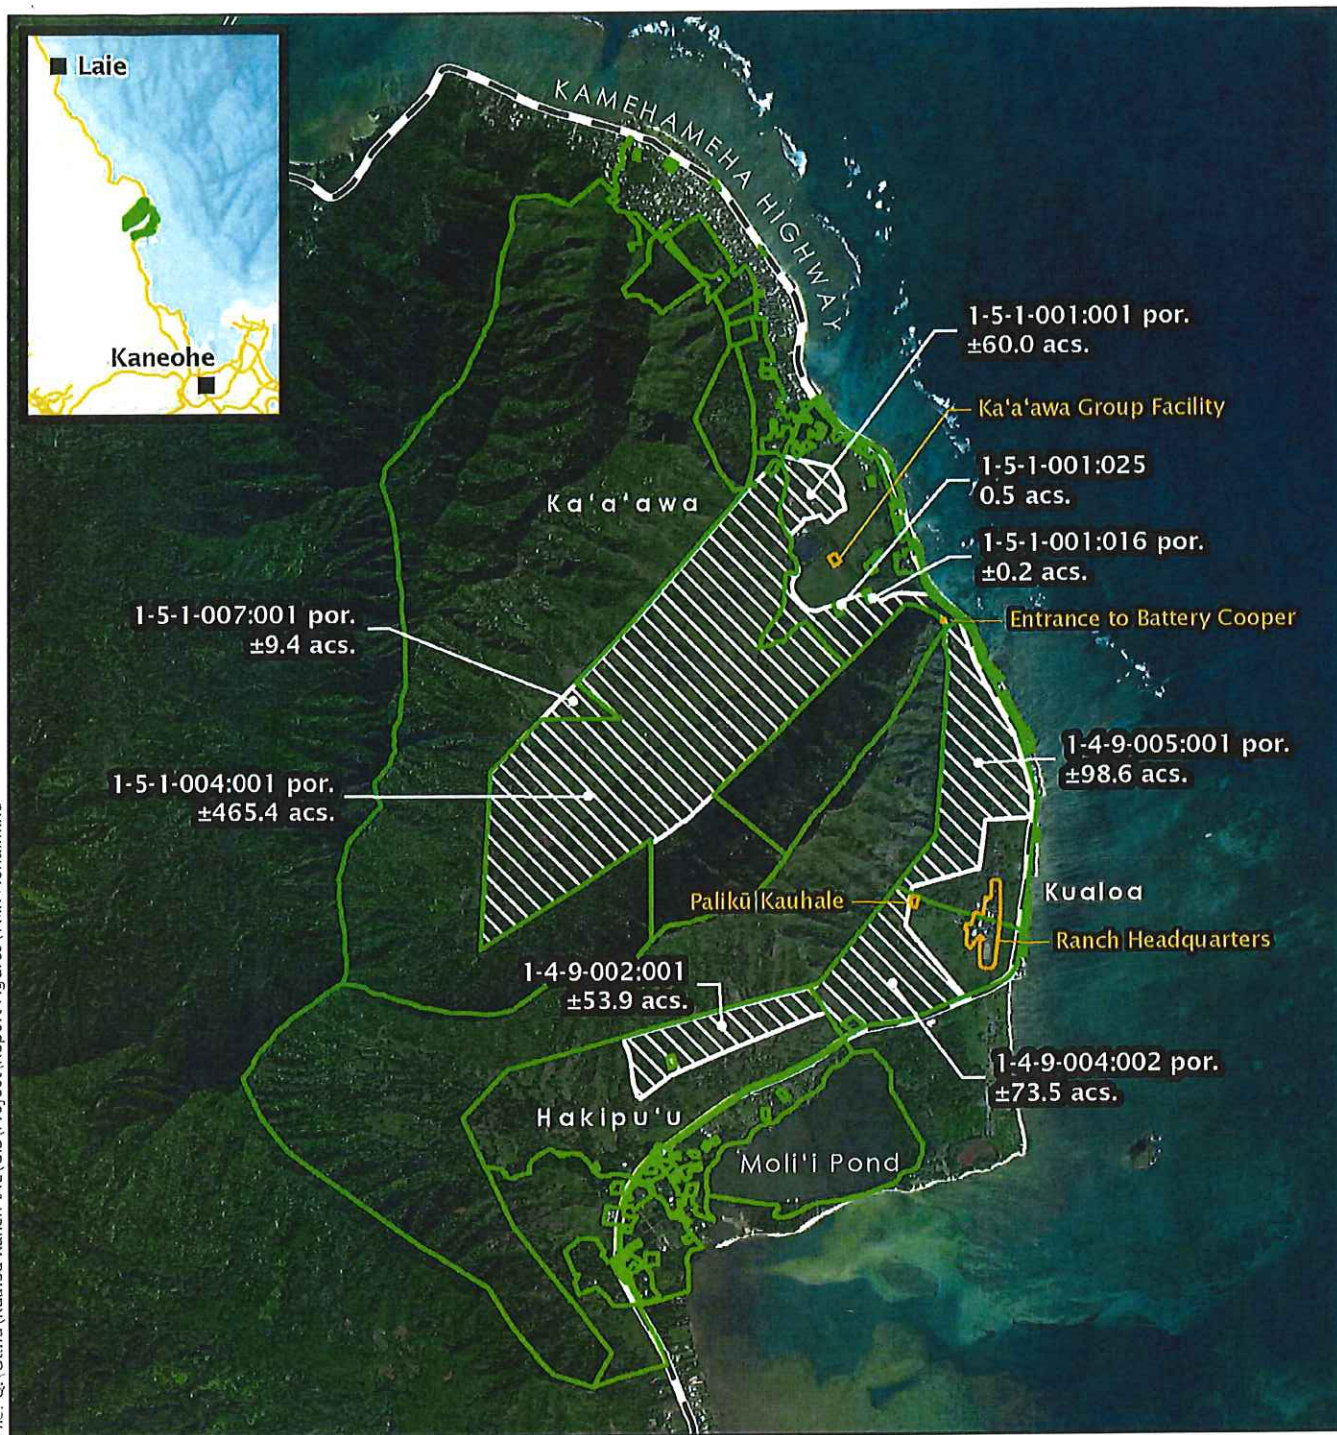 Laie
Kaneohe
KAMEHAMEHA HIGHWAY
1-5-1-001:001 por.
±60.0 acs.
Ka'a'awa Group Facility
1-5-1-001:025
0.5 acs.
Ka'a'awa
1-5-1-001:016 por.
±0.2 acs.
Entrance to Battery Cooper
1-5-1-007:001 por.
±9.4 acs.
1-4-9-005:001 por.
±98.6 acs.
1-5-1-004:001 por.
±465.4 acs.
Kualoa
Palikū Kauhale
Ranch Headquarters
1-4-9-002:001
±53.9 acs.
1-4-9-004:002 por.
±73.5 acs.
Hakipu'u
Moli'i Pond